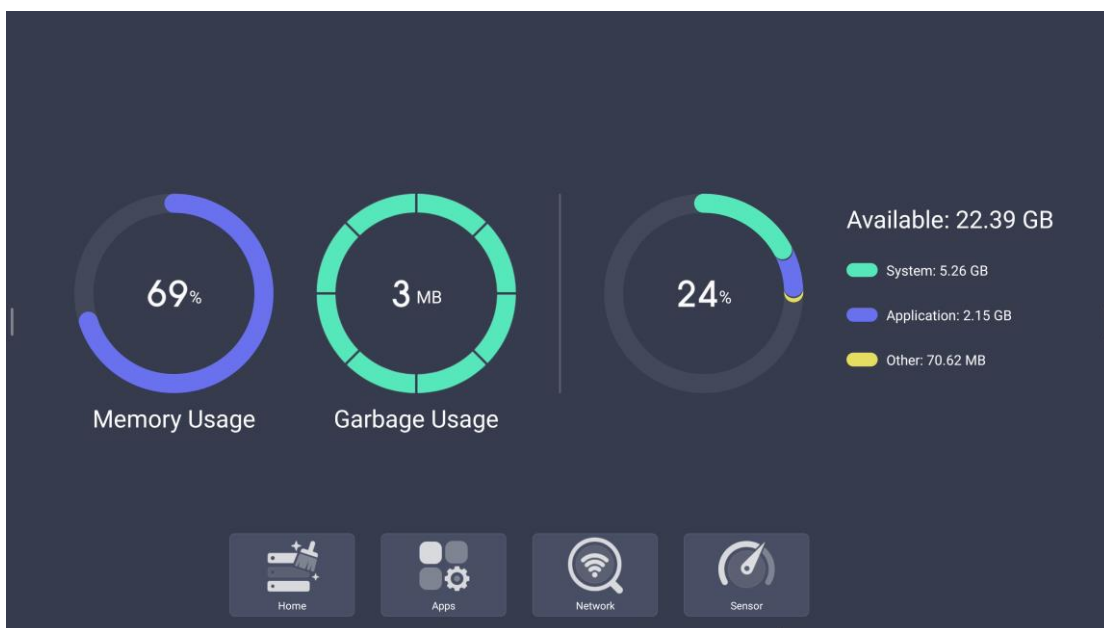 69%
Memory Usage
3 MB
Garbage Usage
24%
Available: 22.39 GB
System: 5.26 GB
Application: 2.15 GB
Other: 70.62 MB
Home
Apps
Network
Sensor